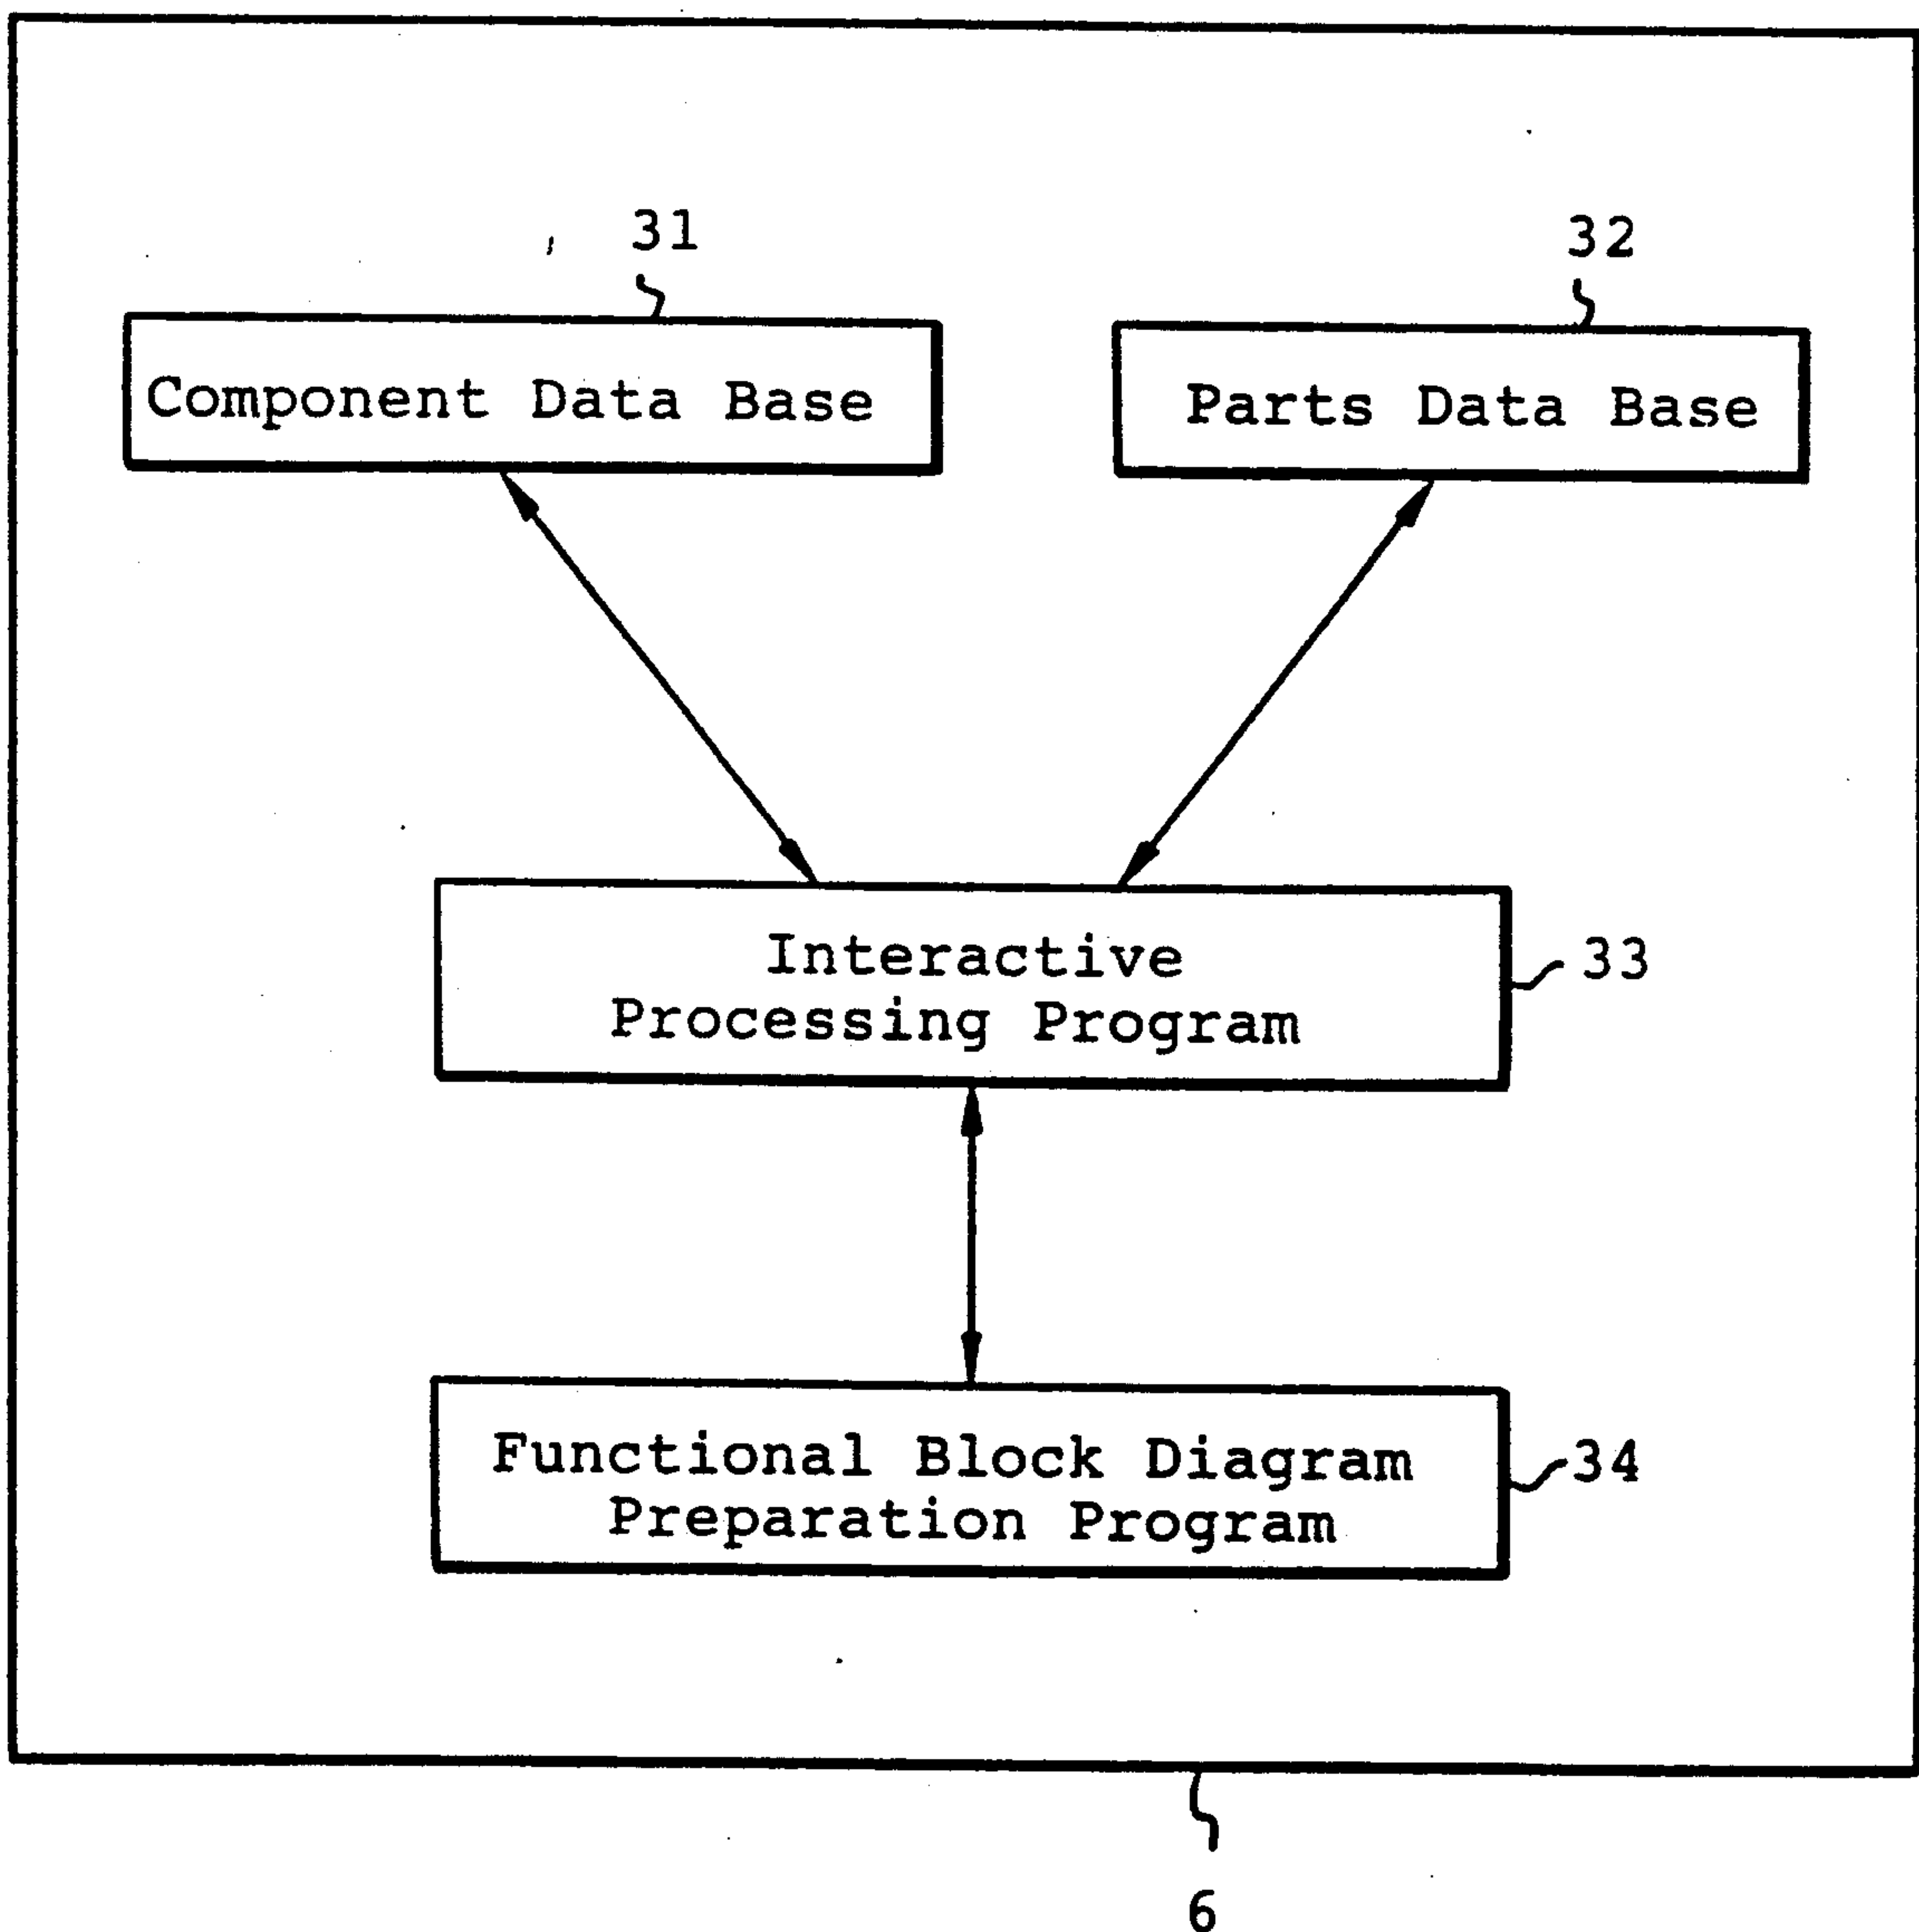 31
32
Component Data Base
Parts Data Base
Interactive
Processing Program
33
Functional Block Diagram
Preparation Program
34
6